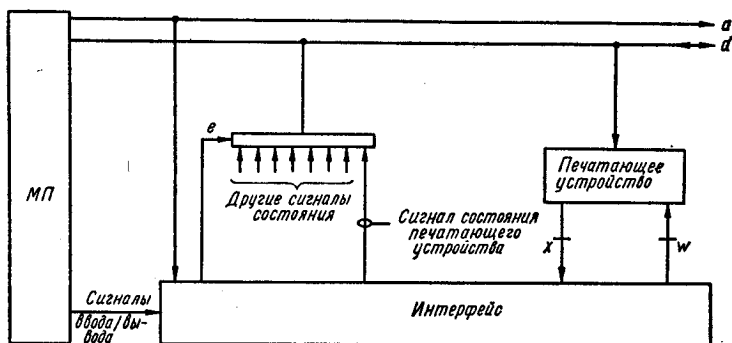 a
d
e
МП
Другие сигналы
состояния
Сигнал состояния
печатающего
устройства
Печатающее
устройство
x
w
Сигналы
ввода/вы-
вода
Интерфейс